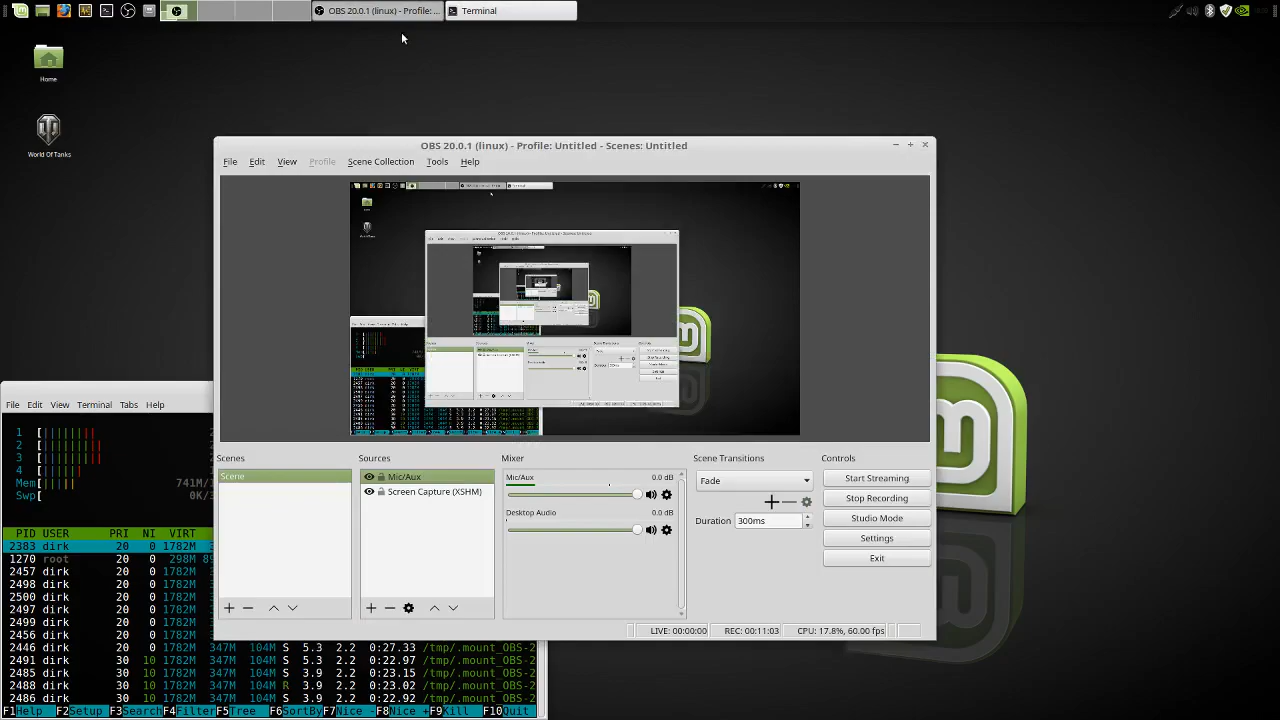 OBS 20.0.1 (linux) - Profile: ...
Terminal
Home
World Of Tanks
OBS 20.0.1 (linux) - Profile: Untitled - Scenes: Untitled
File Edit View Profile Scene Collection Tools Help
File Edit View Terminal Tabs Help
1 [||||||||
2 [||||||||
3 [||||||||
4 [||||||
Mem[||||| 741M/
Swp[ 0K/
PID USER PRI NI VIRT
2383 dirk 20 0 1782M
1270 root 20 0 298M
2457 dirk 20 0 1782M
2498 dirk 20 0 1782M
2500 dirk 20 0 1782M
2497 dirk 20 0 1782M
2499 dirk 20 0 1782M
2456 dirk 20 0 1782M
2446 dirk 20 0 1782M 347M 104M S 5.3 2.2 0:27.33 /tmp/.mount_OBS-2
2491 dirk 30 10 1782M 347M 104M S 5.3 2.2 0:22.97 /tmp/.mount_OBS-2
2485 dirk 30 10 1782M 347M 104M S 3.9 2.2 0:23.15 /tmp/.mount_OBS-2
2488 dirk 30 10 1782M 347M 104M R 3.9 2.2 0:23.24 /tmp/.mount_OBS-2
2486 dirk 30 10 1782M 347M 104M S 3.9 2.2 0:22.92 /tmp/.mount_OBS-2
F1Help F2Setup F3Search F4Filter F5Tree F6SortBy F7Nice - F8Nice + F9Kill F10Quit
Scenes
Scene
Sources
Mic/Aux
Screen Capture (XSHM)
Mixer
Mic/Aux 0.0 dB
Desktop Audio 0.0 dB
Scene Transitions
Fade
Duration 300ms
Controls
Start Streaming
Stop Recording
Studio Mode
Settings
Exit
LIVE: 00:00:00 REC: 00:11:03 CPU: 17.8%, 60.00 fps